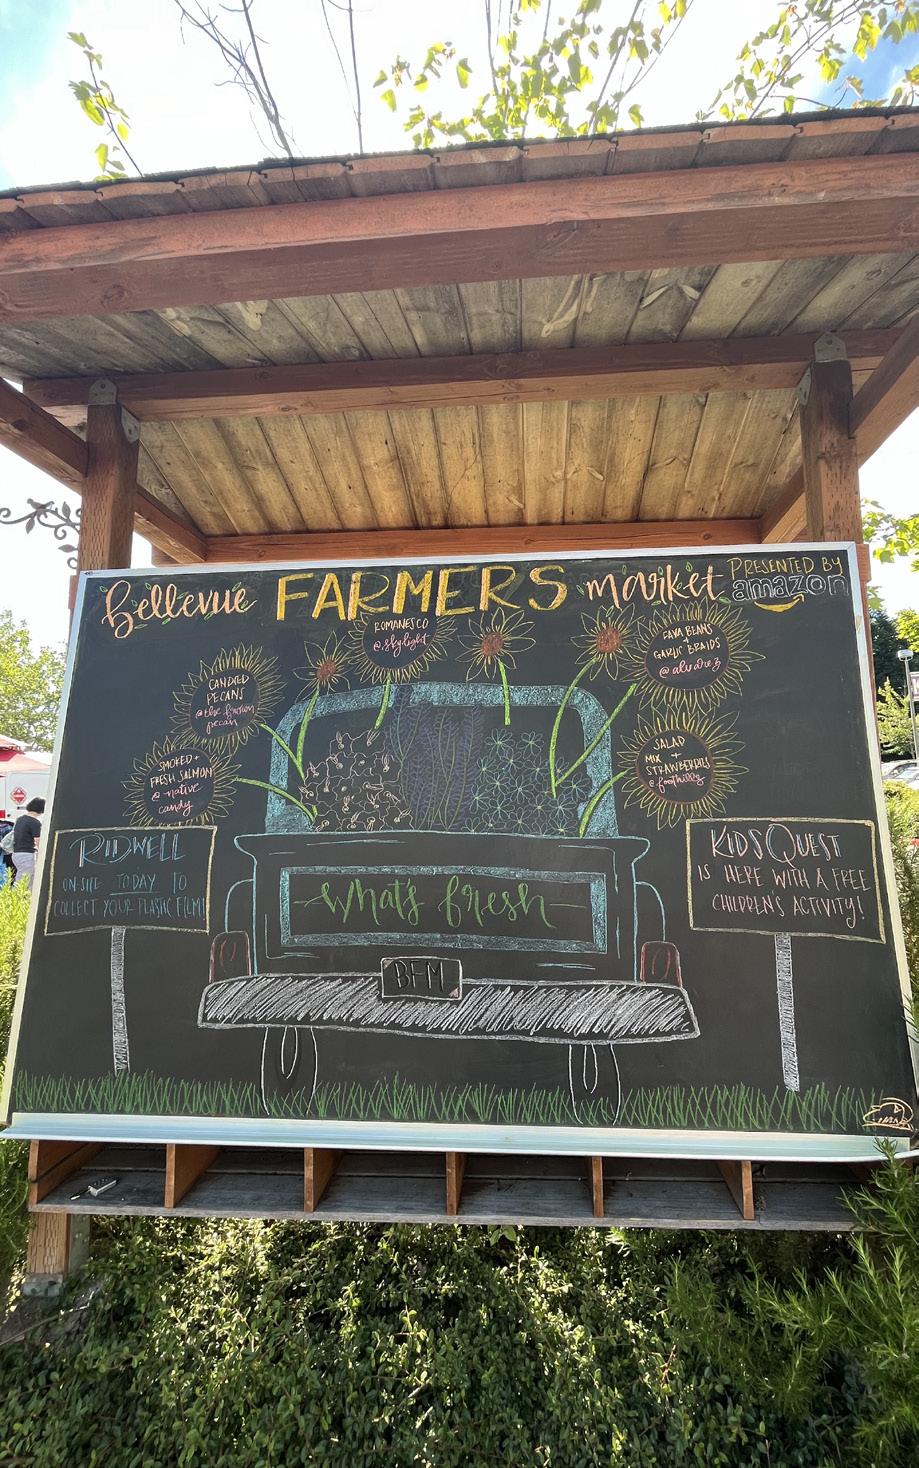 bellevue FARMERS market PRESENTED BY
amazon
ROMANESCO
@skylight
FAVA BEANS
+
GARLIC BRAIDS
@alvarez
CANDIED
PECANS
@the brown
pecan
SALAD
MIX +
STRAWBERRIES
@foothills
SMOKED +
FRESH SALMON
@native
candy
RIDWELL
ON-SITE TODAY TO
COLLECT YOUR PLASTIC FILM!
KIDSQUEST
IS HERE WITH A FREE
CHILDREN'S ACTIVITY!
what's fresh
BFM